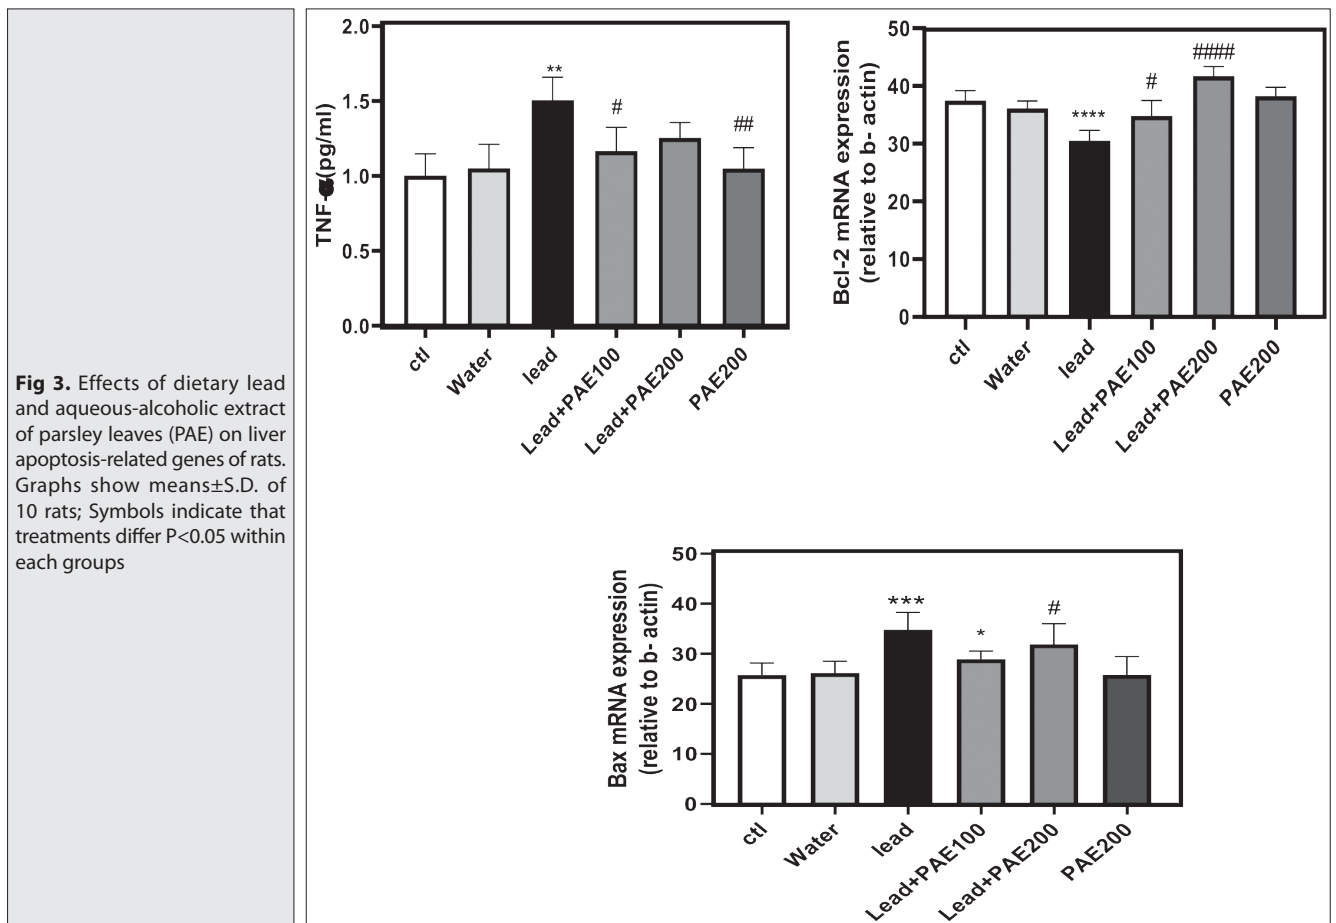 Fig 3. Effects of dietary lead
and aqueous-alcoholic extract
of parsley leaves (PAE) on liver
apoptosis-related genes of rats.
Graphs show means±S.D. of
10 rats; Symbols indicate that
treatments differ P<0.05 within
each groups
TNF-α(pg/ml)
2.0
1.5
1.0
0.5
0.0
**
#
##
ctl
Water
lead
Lead+PAE100
Lead+PAE200
PAE200
Bcl-2 mRNA expression
(relative to b- actin)
50
40
30
20
10
0
****
#
####
ctl
Water
lead
Lead+PAE100
Lead+PAE200
PAE200
Bax mRNA expression
(relative to b- actin)
50
40
30
20
10
0
***
*
#
ctl
Water
lead
Lead+PAE100
Lead+PAE200
PAE200